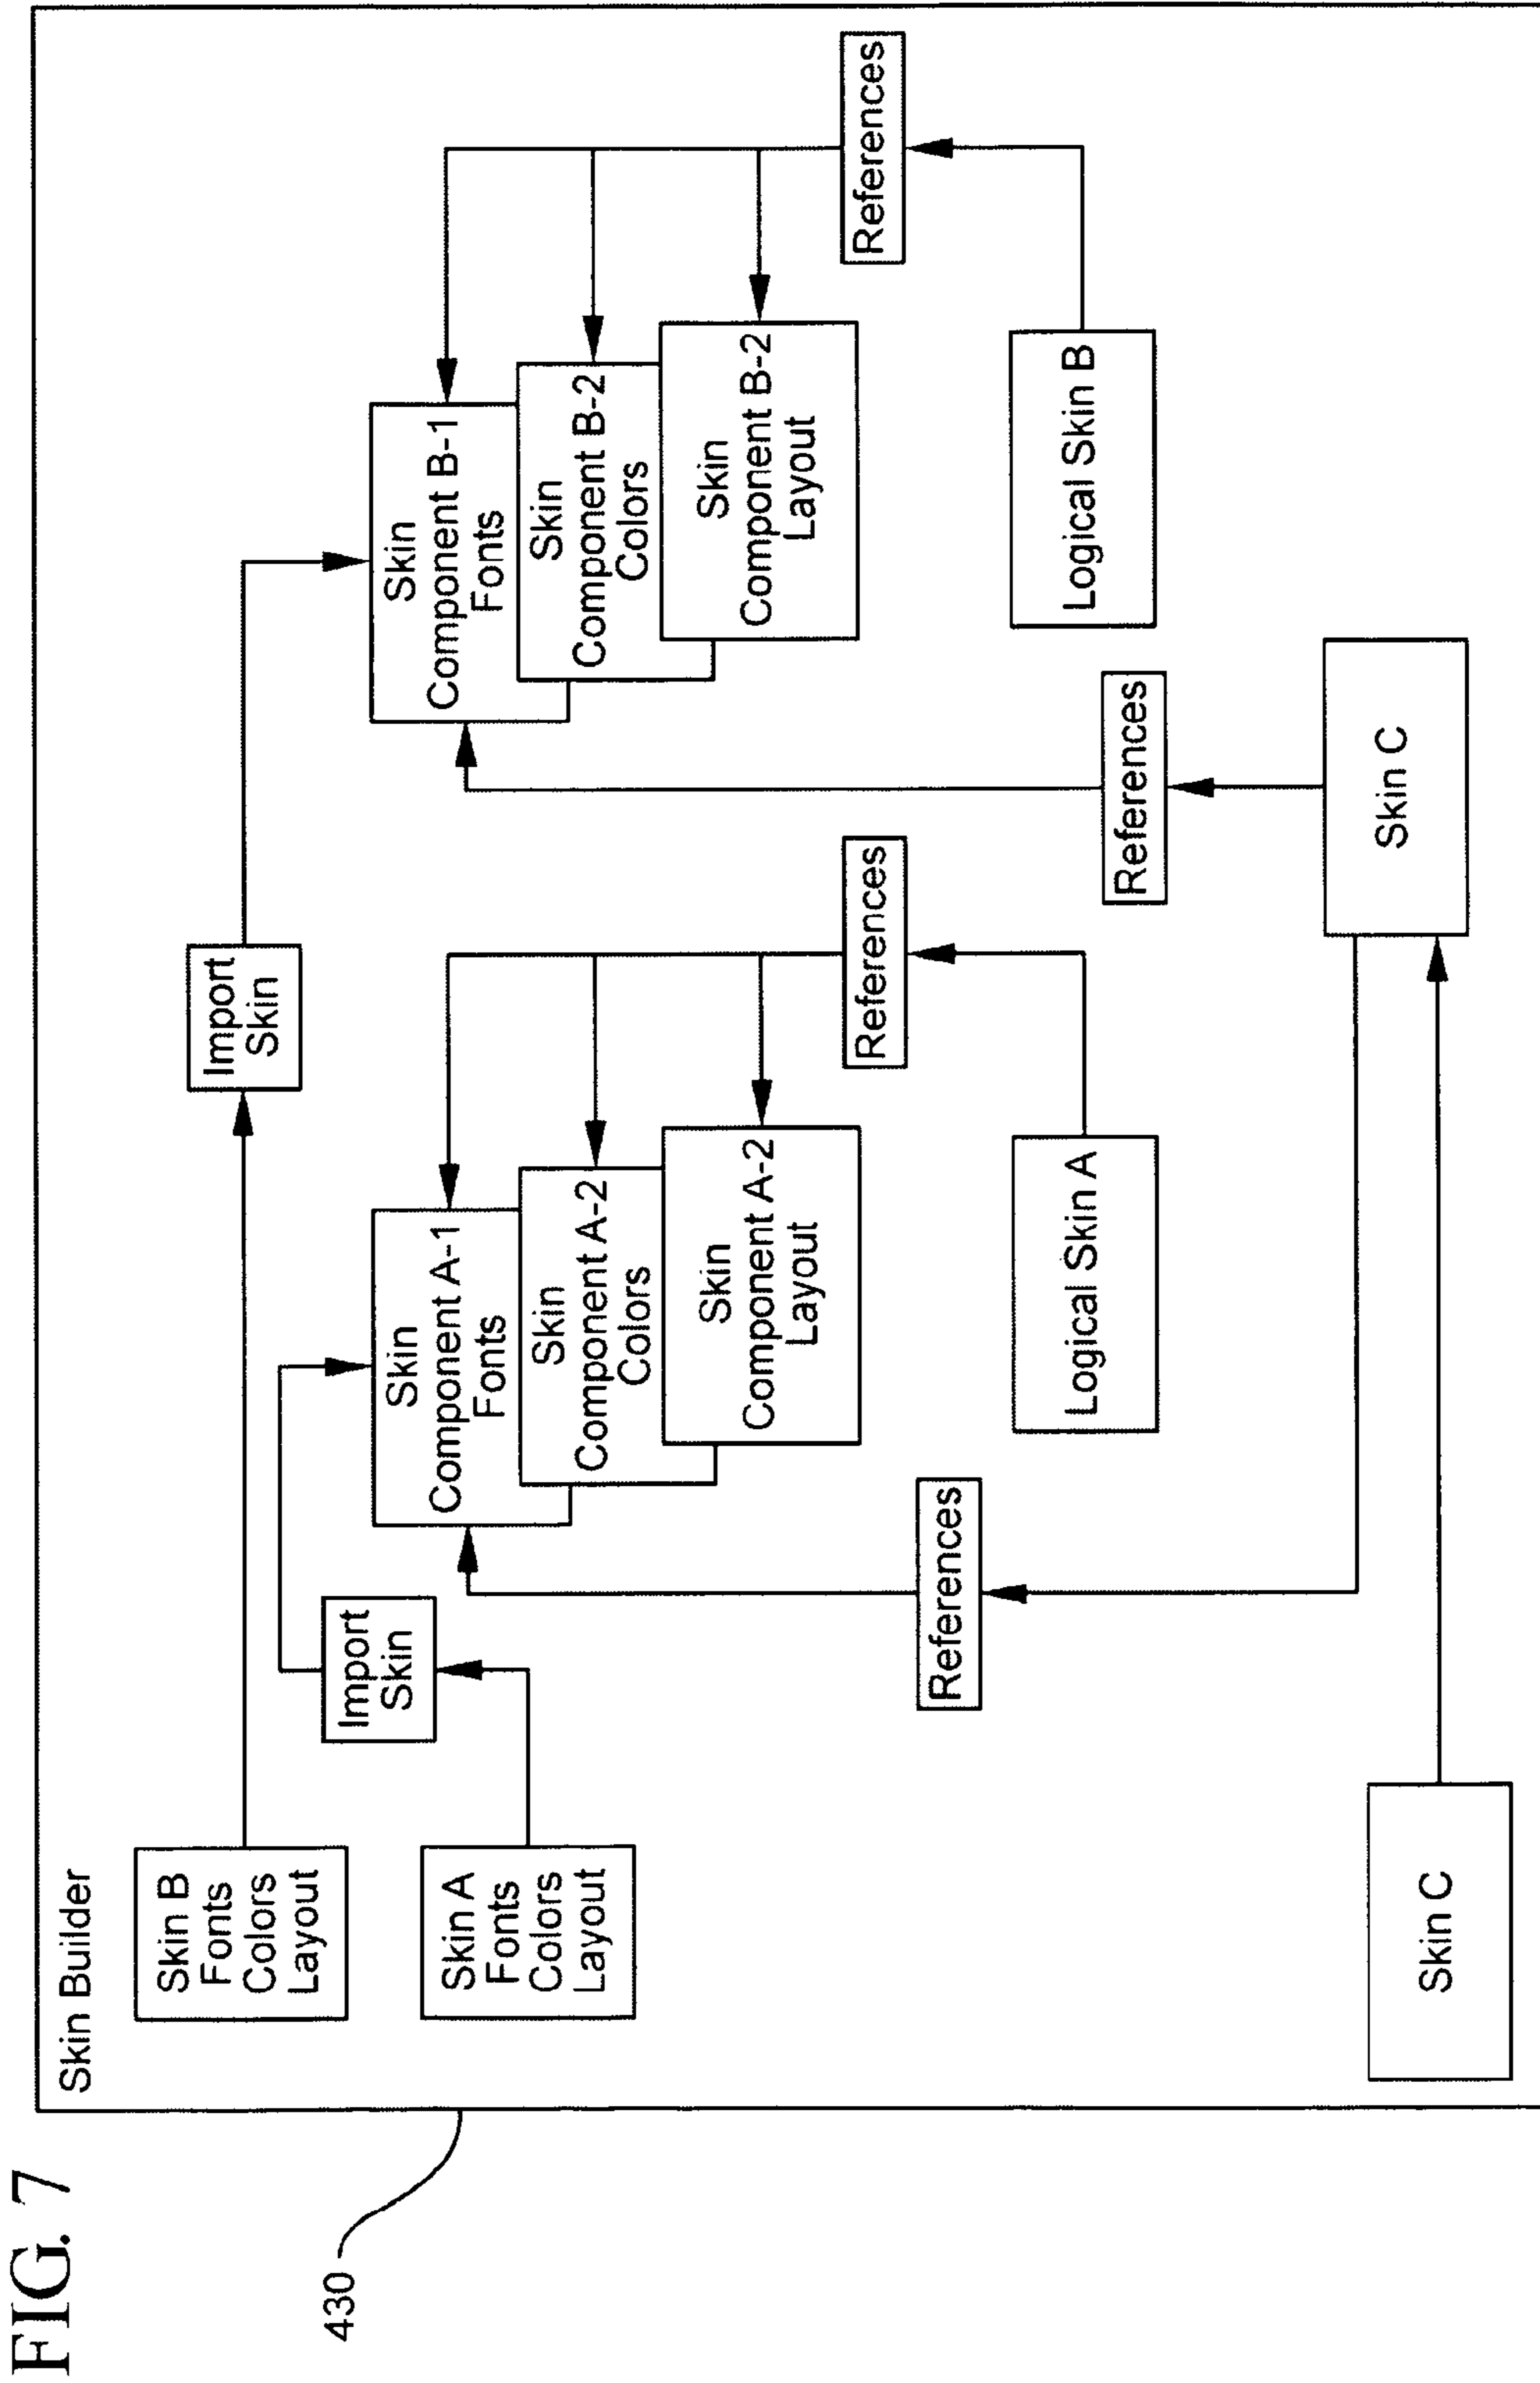 FIG. 7
430
Skin Builder
Skin B
Fonts
Colors
Layout
Import
Skin
Skin A
Fonts
Colors
Layout
Import
Skin
Skin
Component A-1
Fonts
Skin
Component A-2
Colors
Skin
Component A-2
Layout
References
References
Logical Skin A
Skin
Component B-1
Fonts
Skin
Component B-2
Colors
Skin
Component B-2
Layout
References
References
Logical Skin B
Skin C
Skin C